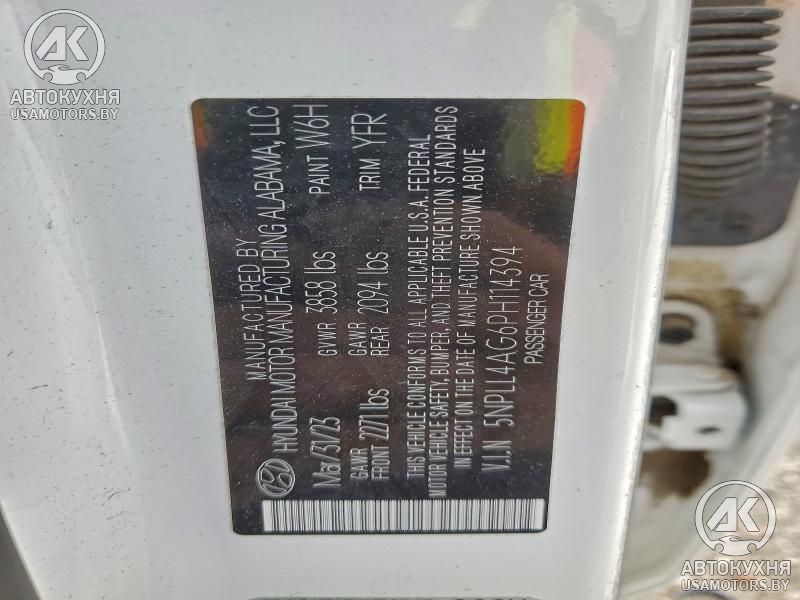 АК
АВТОКУХНЯ
USAMOTORS.BY
MANUFACTURED BY
HYUNDAI MOTOR MANUFACTURING ALABAMA, LLC
Mar/31/23 GVWR 3858 lbs PAINT W6H
GAWR FRONT 2271 lbs GAWR REAR 2094 lbs TRIM YFR
THIS VEHICLE CONFORMS TO ALL APPLICABLE U.S.A. FEDERAL
MOTOR VEHICLE SAFETY, BUMPER, AND THEFT PREVENTION STANDARDS
IN EFFECT ON THE DATE OF MANUFACTURE SHOWN ABOVE
V.I.N 5NPLL4AG6PH114394
PASSENGER CAR
АК
АВТОКУХНЯ
USAMOTORS.BY